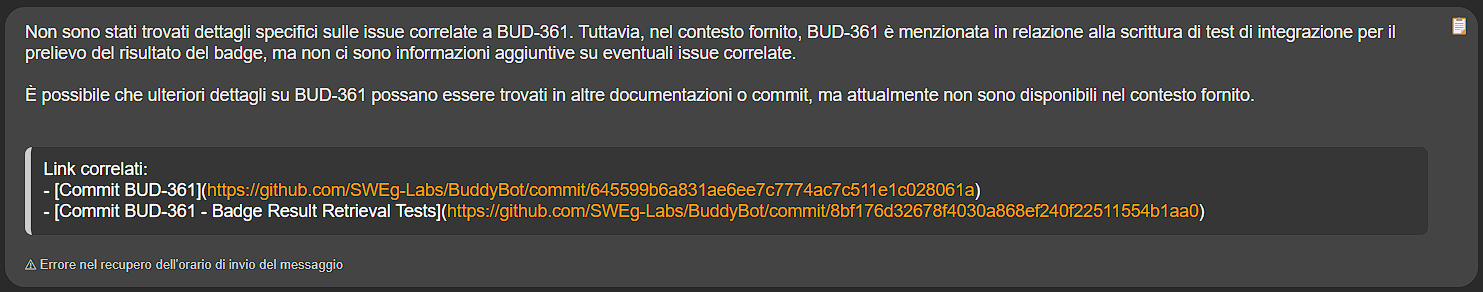 Non sono stati trovati dettagli specifici sulle issue correlate a BUD-361. Tuttavia, nel contesto fornito, BUD-361 è menzionata in relazione alla scrittura di test di integrazione per il
prelievo del risultato del badge, ma non ci sono informazioni aggiuntive su eventuali issue correlate.
È possibile che ulteriori dettagli su BUD-361 possano essere trovati in altre documentazioni o commit, ma attualmente non sono disponibili nel contesto fornito.
Link correlati:
- [Commit BUD-361](https://github.com/SWEg-Labs/BuddyBot/commit/645599b6a831ae6ee7c7774ac7c511e1c028061a)
- [Commit BUD-361 - Badge Result Retrieval Tests](https://github.com/SWEg-Labs/BuddyBot/commit/8bf176d32678f4030a868ef240f22511554b1aa0)
⚠ Errore nel recupero dell'orario di invio del messaggio